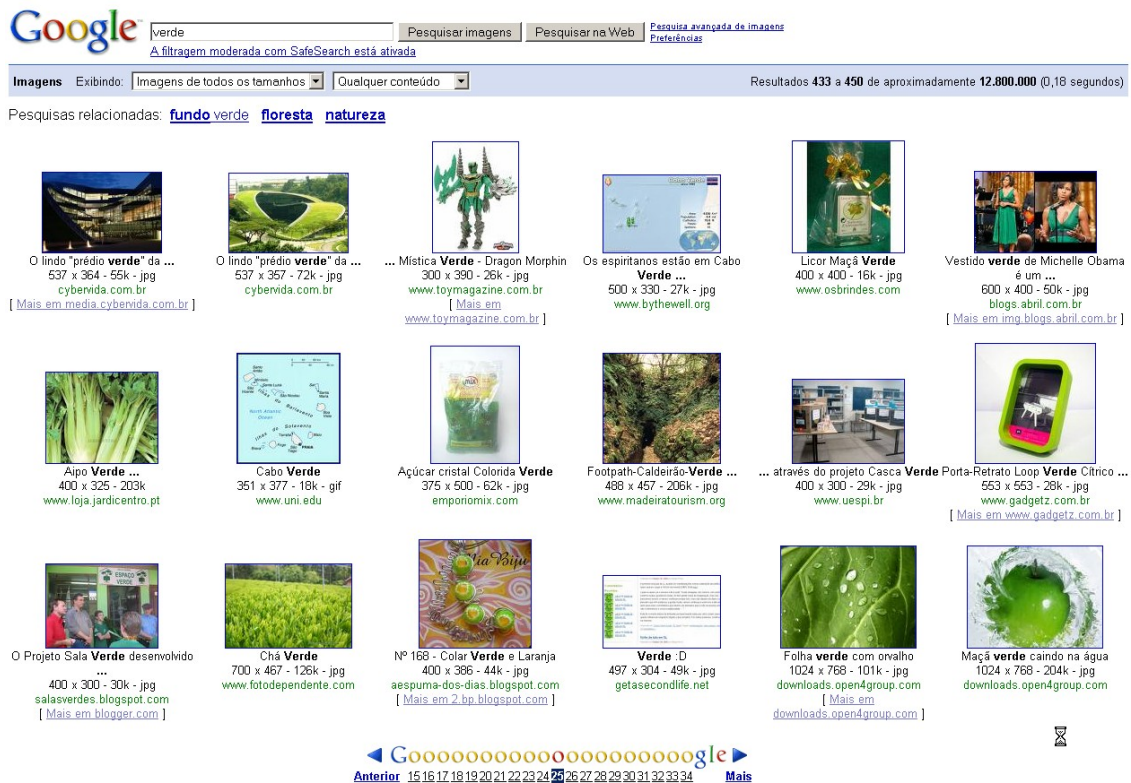 Google
verde
Pesquisar imagens
Pesquisar na Web
Pesquisa avançada de imagens
Preferências
A filtragem moderada com SafeSearch está ativada
Imagens Exibindo: Imagens de todos os tamanhos Qualquer conteúdo Resultados 433 a 450 de aproximadamente 12.800.000 (0,18 segundos)
Pesquisas relacionadas: fundo verde floresta natureza
O lindo "prédio verde" da ...
537 x 364 - 55k - jpg
cybervida.com.br
[ Mais em media.cybervida.com.br ]
O lindo "prédio verde" da ...
537 x 357 - 72k - jpg
cybervida.com.br
... Mística Verde - Dragon Morphin
300 x 390 - 26k - jpg
www.toymagazine.com.br
[ Mais em
www.toymagazine.com.br ]
Os espiritanos estão em Cabo
Verde ...
500 x 330 - 27k - jpg
www.bythewell.org
Licor Maçã Verde
400 x 400 - 16k - jpg
www.osbrindes.com
Vestido verde de Michelle Obama
é um ...
600 x 400 - 50k - jpg
blogs.abril.com.br
[ Mais em img.blogs.abril.com.br ]
Aipo Verde ...
400 x 325 - 203k
www.loja.jardicentro.pt
North Atlantic
Ocean
Cabo Verde
351 x 377 - 18k - gif
www.uni.edu
mix
Açúcar cristal Colorida Verde
375 x 500 - 62k - jpg
emporiomix.com
Footpath-Caldeirão-Verde ...
488 x 457 - 206k - jpg
www.madeiratourism.org
... através do projeto Casca Verde
400 x 300 - 29k - jpg
www.uespi.br
Porta-Retrato Loop Verde Cítrico ...
553 x 553 - 28k - jpg
www.gadgetz.com.br
[ Mais em www.gadgetz.com.br ]
ESPAÇO
VERDE
O Projeto Sala Verde desenvolvido
...
400 x 300 - 30k - jpg
salasverdes.blogspot.com
[ Mais em blogger.com ]
Chá Verde
700 x 467 - 126k - jpg
www.fotodependente.com
lia Biju
Nº 168 - Colar Verde e Laranja
400 x 386 - 44k - jpg
aespuma-dos-dias.blogspot.com
[ Mais em 2.bp.blogspot.com ]
Verde :D
497 x 304 - 49k - jpg
getasecondlife.net
Folha verde com orvalho
1024 x 768 - 101k - jpg
downloads.open4group.com
[ Mais em
downloads.open4group.com ]
Maçã verde caindo na água
1024 x 768 - 204k - jpg
downloads.open4group.com
Goooooooooooooooooooogle
Anterior 15 16 17 18 19 20 21 22 23 24 25 26 27 28 29 30 31 32 33 34 Mais